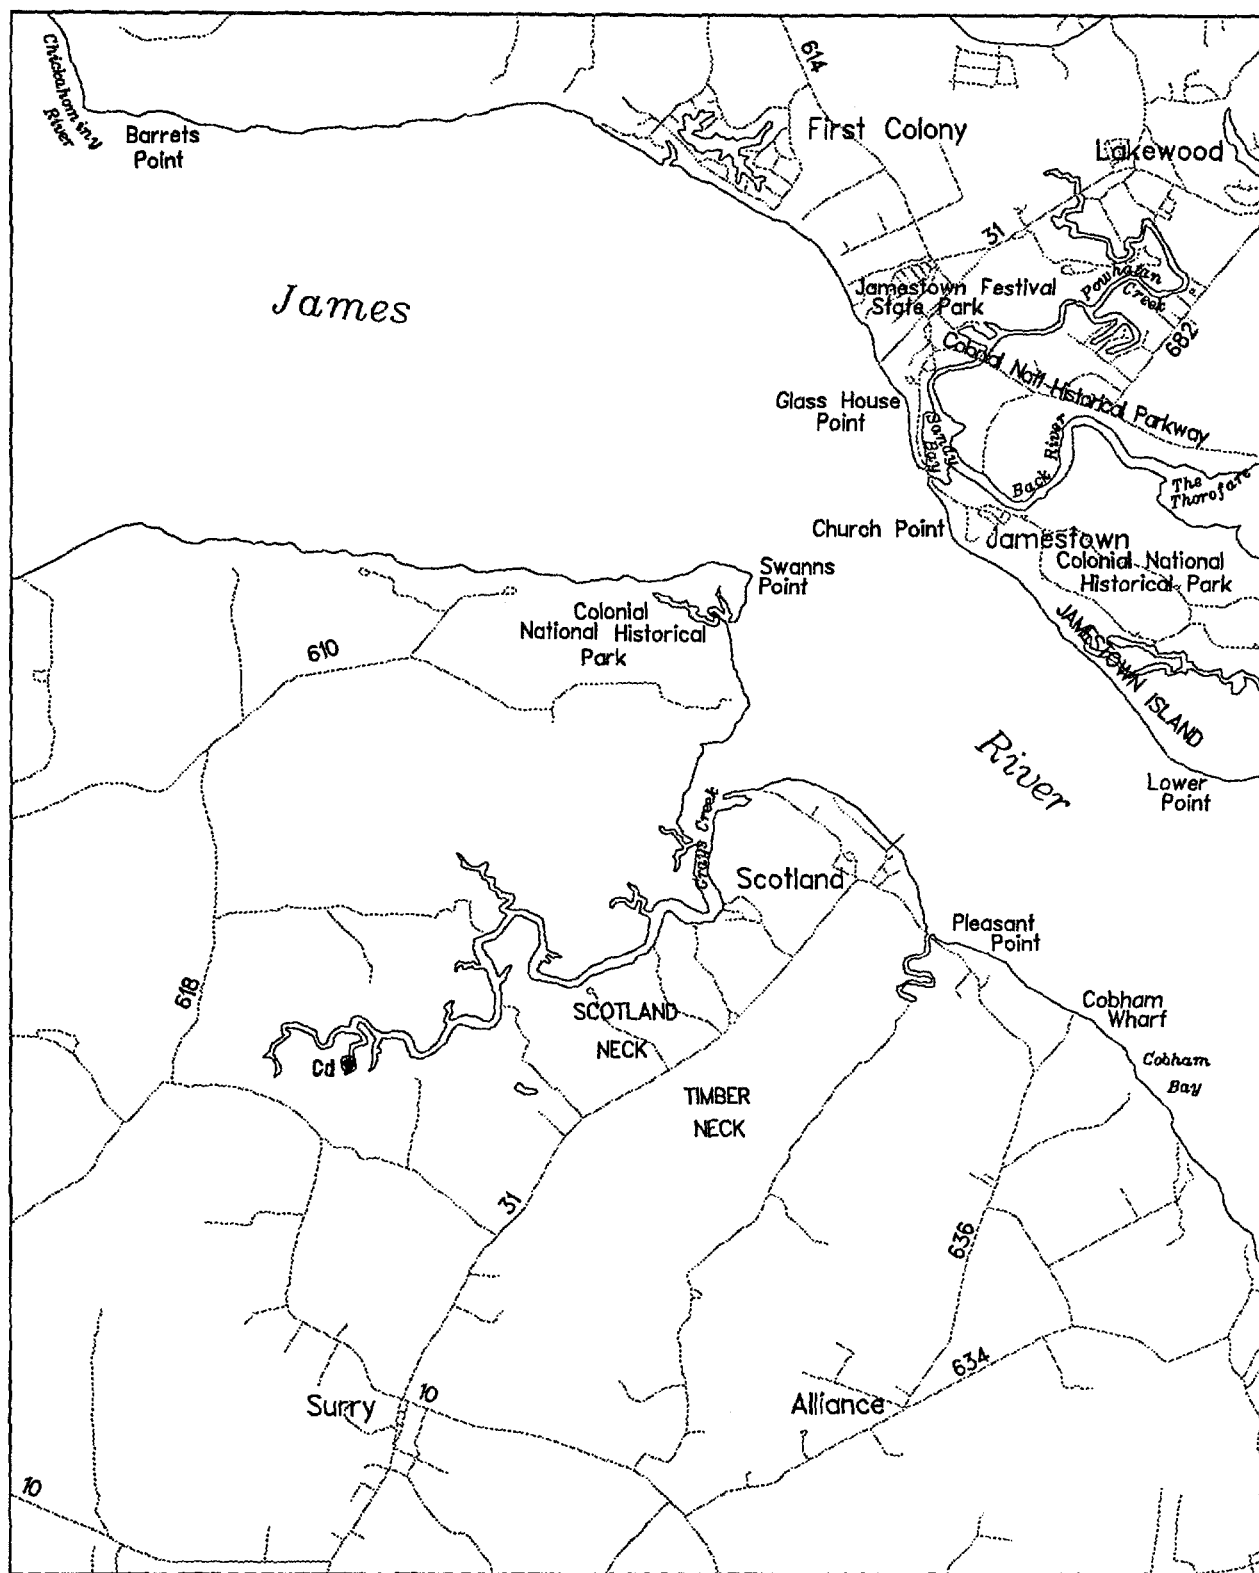 Chickahominy
River
Barrets
Point
614
First Colony
Lakewood
31
James
Jamestown Festival
State Park
Powhatan
Creek
682
Colonial Nat'l Historical Parkway
Glass House
Point
Sandy
Bay
Back River
The
Thorofare
Church Point
Jamestown
Colonial National
Historical Park
Swanns
Point
Colonial
National Historical
Park
610
JAMESTOWN ISLAND
River
Lower
Point
Grays Creek
Scotland
Pleasant
Point
618
SCOTLAND
NECK
Cobham
Wharf
Cobham
Bay
Cd
TIMBER
NECK
31
636
634
Surry
10
Alliance
10